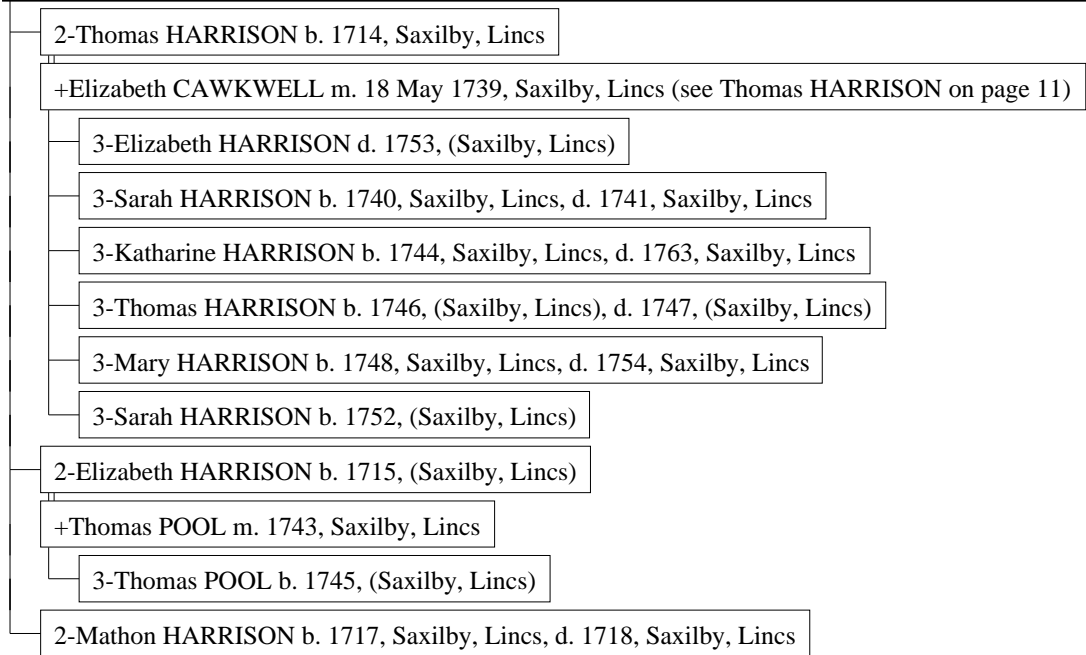 2-Thomas HARRISON b. 1714, Saxilby, Lincs
+Elizabeth CAWKWELL m. 18 May 1739, Saxilby, Lincs (see Thomas HARRISON on page 11)
3-Elizabeth HARRISON d. 1753, (Saxilby, Lincs)
3-Sarah HARRISON b. 1740, Saxilby, Lincs, d. 1741, Saxilby, Lincs
3-Katharine HARRISON b. 1744, Saxilby, Lincs, d. 1763, Saxilby, Lincs
3-Thomas HARRISON b. 1746, (Saxilby, Lincs), d. 1747, (Saxilby, Lincs)
3-Mary HARRISON b. 1748, Saxilby, Lincs, d. 1754, Saxilby, Lincs
3-Sarah HARRISON b. 1752, (Saxilby, Lincs)
2-Elizabeth HARRISON b. 1715, (Saxilby, Lincs)
+Thomas POOL m. 1743, Saxilby, Lincs
3-Thomas POOL b. 1745, (Saxilby, Lincs)
2-Mathon HARRISON b. 1717, Saxilby, Lincs, d. 1718, Saxilby, Lincs